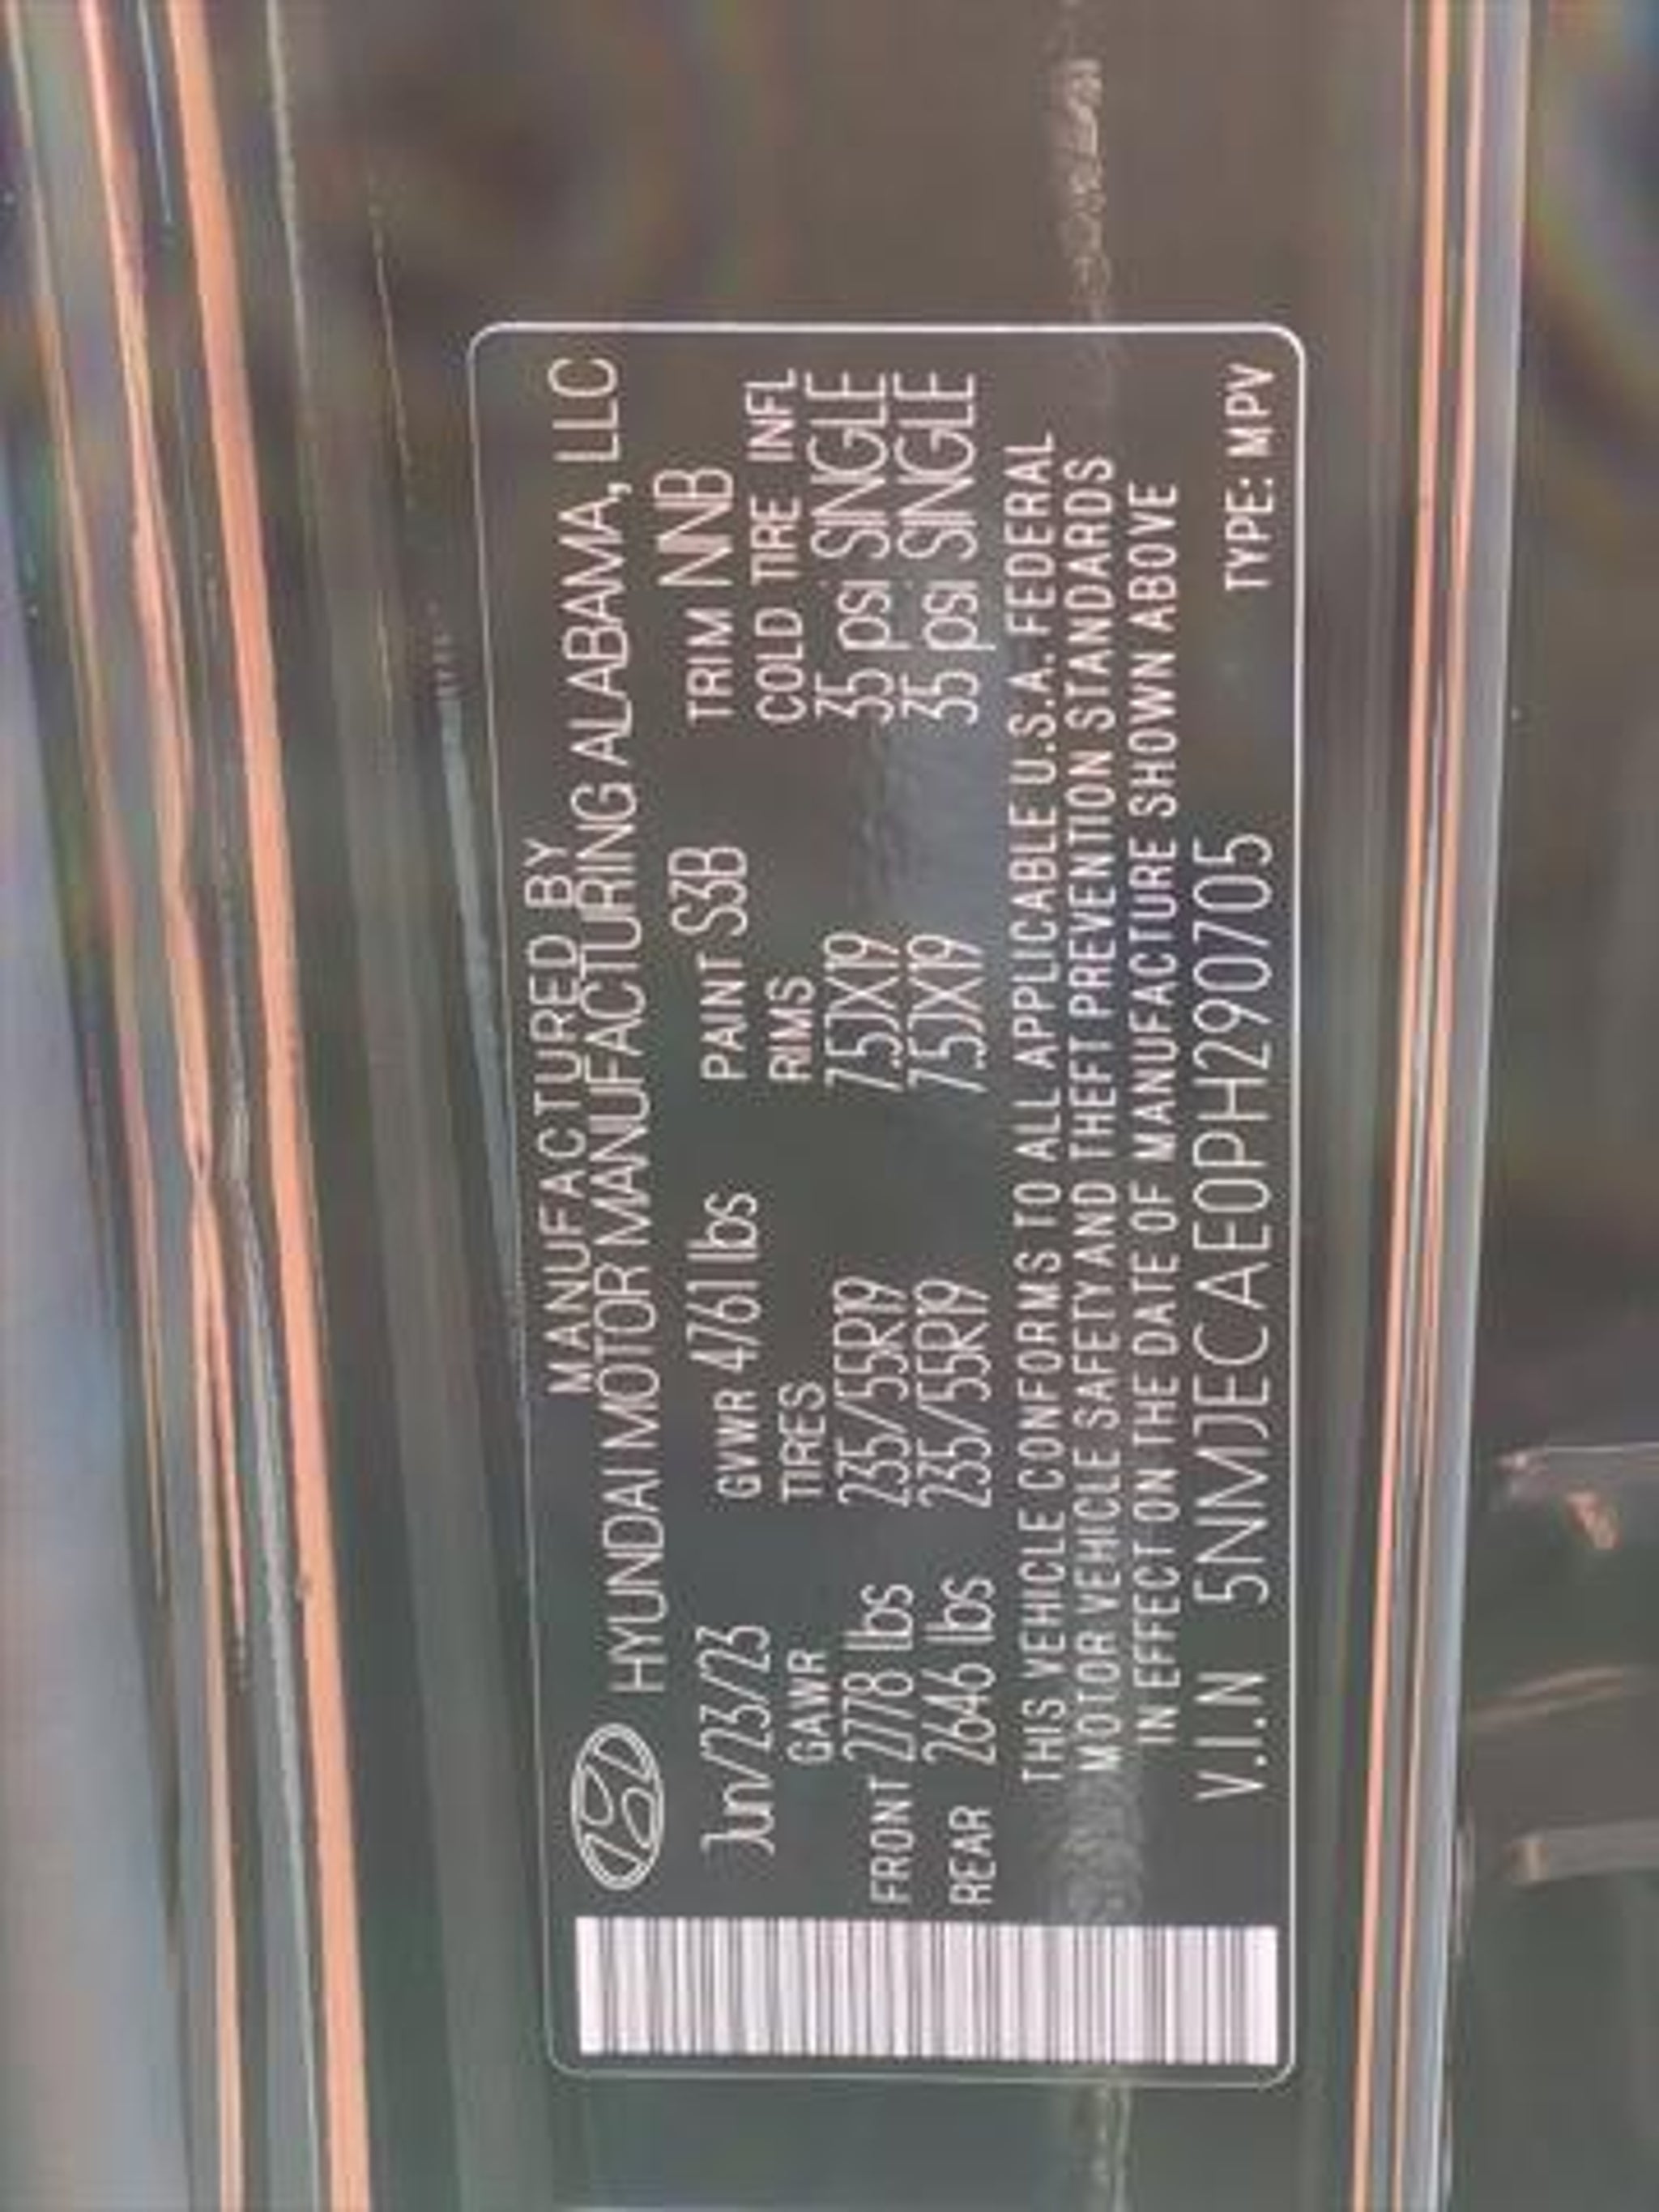 MANUFACTURED BY
HYUNDAI MOTOR MANUFACTURING ALABAMA, LLC
Jun/23/23 GVWR 4761 lbs PAINT S3B TRIM NNB
GAWR TIRES RIMS COLD TIRE INFL
FRONT 2778 lbs 235/55R19 7.5JX19 35 psi SINGLE
REAR 2646 lbs 235/55R19 7.5JX19 35 psi SINGLE
THIS VEHICLE CONFORMS TO ALL APPLICABLE U.S.A. FEDERAL
MOTOR VEHICLE SAFETY AND THEFT PREVENTION STANDARDS
IN EFFECT ON THE DATE OF MANUFACTURE SHOWN ABOVE
V.I.N 5NMJECAE0PH290705 TYPE: MPV